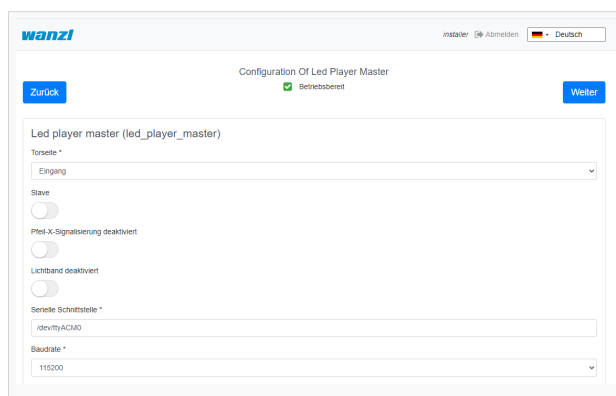 wanzl
installer Abmelden Deutsch
Configuration Of Led Player Master
Zurück
Betriebsbereit
Weiter
Led player master (led_player_master)
Torseite *
Eingang
Slave
Pfeil-X-Signalisierung deaktiviert
Lichtband deaktiviert
Serielle Schnittstelle *
/dev/ttyACM0
Baudrate *
115200